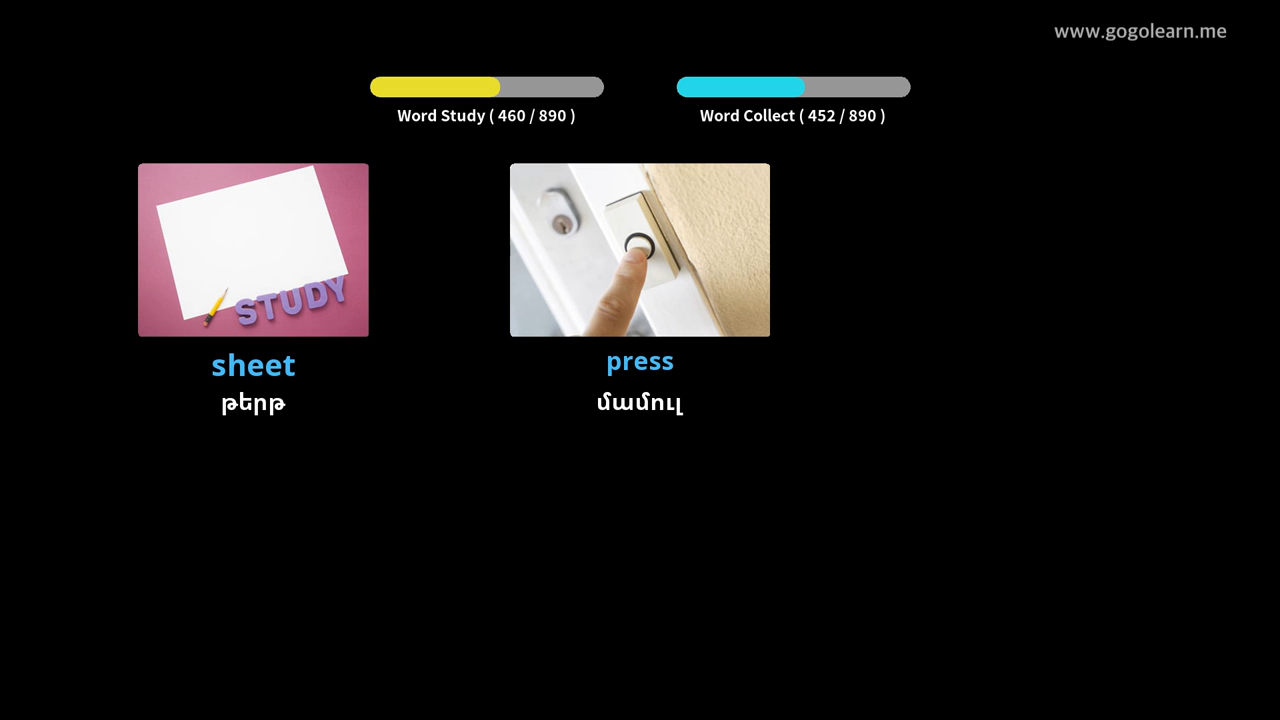 www.gogolearn.me
Word Study ( 460 / 890 )
Word Collect ( 452 / 890 )
STUDY
sheet
թերթ
press
մամուլ